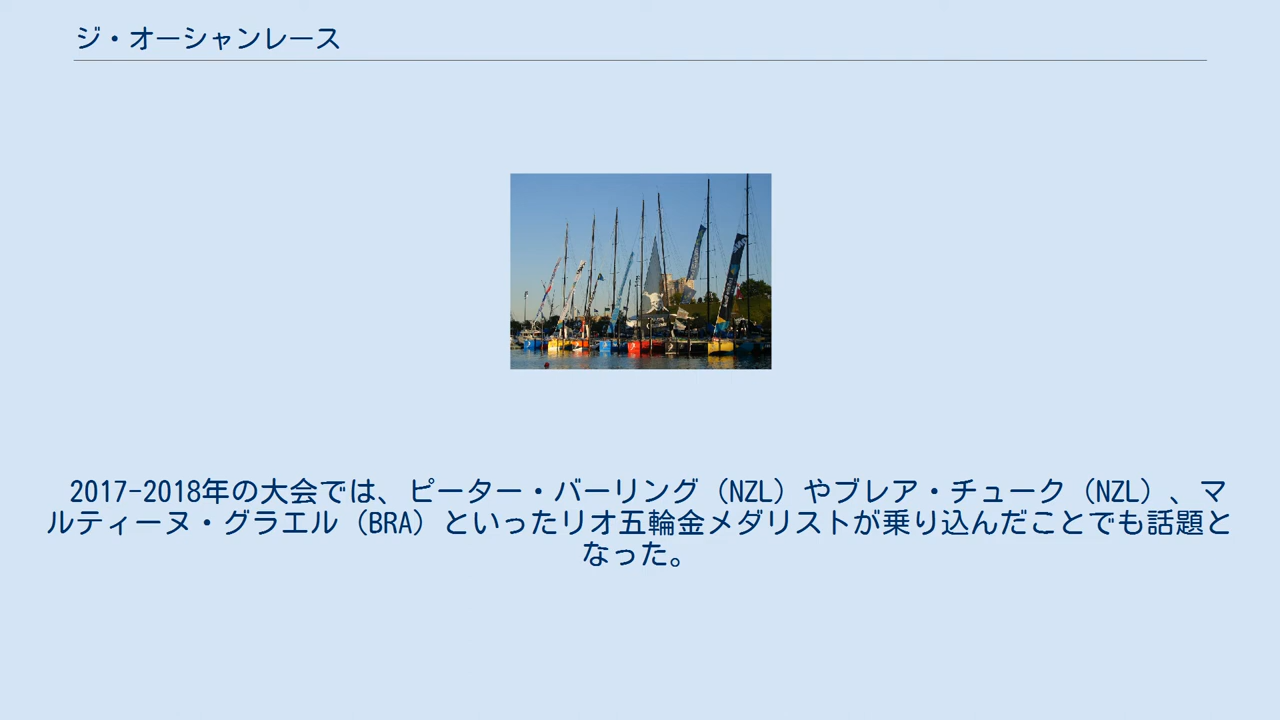 ジ・オーシャンレース
2017-2018年の大会では、ピーター・バーリング（NZL）やブレア・チューク（NZL）、マ
ルティーヌ・グラエル（BRA）といったリオ五輪金メダリストが乗り込んだことでも話題と
なった。